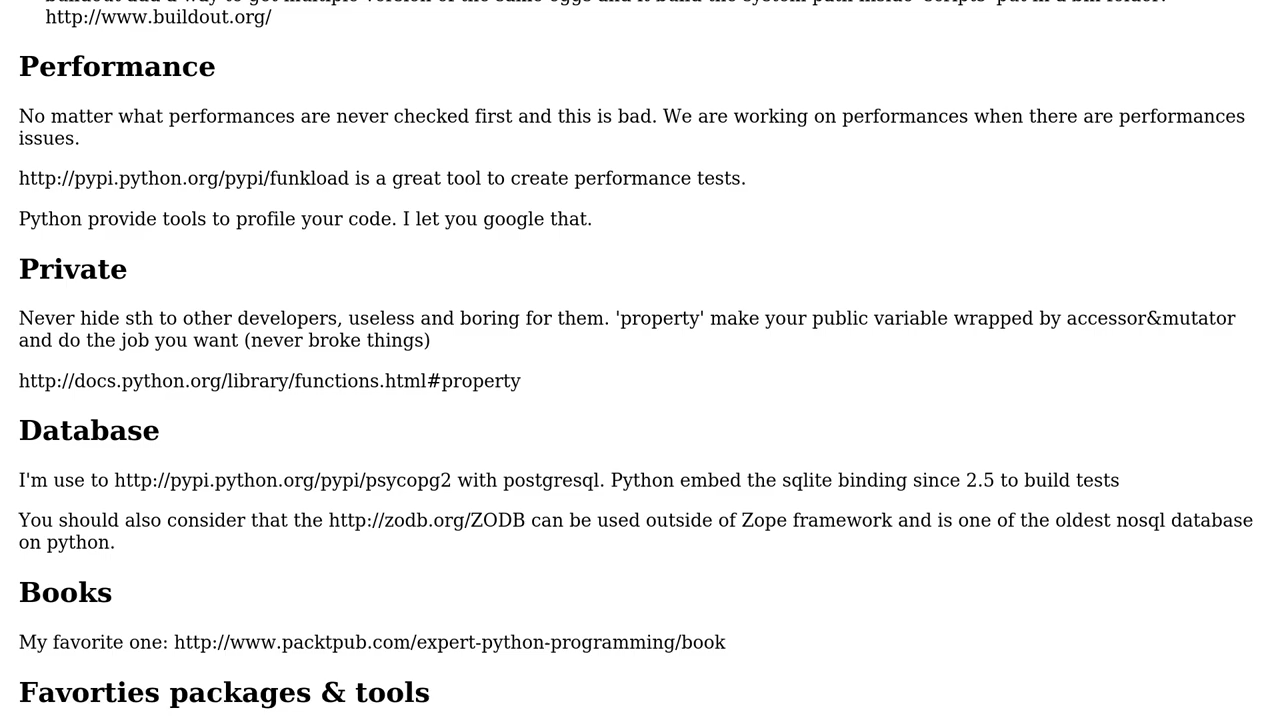 http://www.buildout.org/
Performance
No matter what performances are never checked first and this is bad. We are working on performances when there are performances
issues.
http://pypi.python.org/pypi/funkload is a great tool to create performance tests.
Python provide tools to profile your code. I let you google that.
Private
Never hide sth to other developers, useless and boring for them. 'property' make your public variable wrapped by accessor&mutator
and do the job you want (never broke things)
http://docs.python.org/library/functions.html#property
Database
I'm use to http://pypi.python.org/pypi/psycopg2 with postgresql. Python embed the sqlite binding since 2.5 to build tests
You should also consider that the http://zodb.org/ZODB can be used outside of Zope framework and is one of the oldest nosql database
on python.
Books
My favorite one: http://www.packtpub.com/expert-python-programming/book
Favorties packages & tools